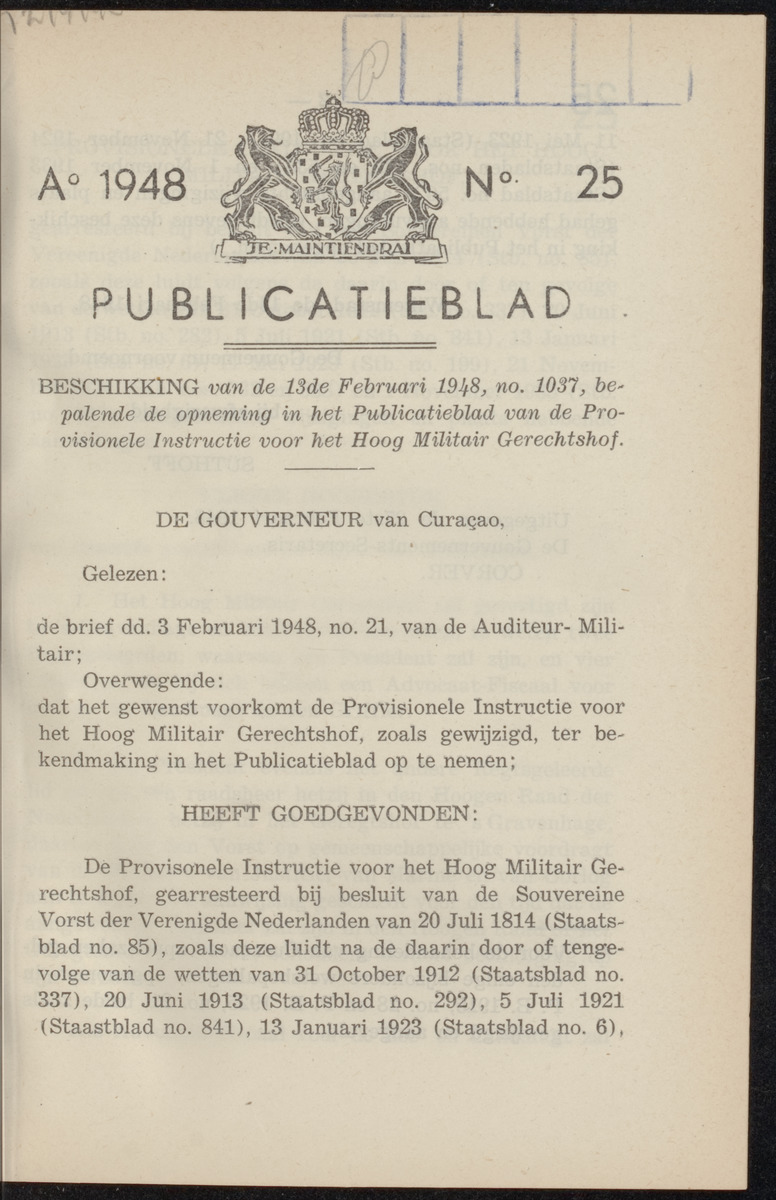 Aº 1948
Nº. 25
JE·MAINTIENDRAI
PUBLICATIEBLAD
BESCHIKKING van de 13de Februari 1948, no. 1037, be-
palende de opneming in het Publicatieblad van de Pro-
visionele Instructie voor het Hoog Militair Gerechtshof.
DE GOUVERNEUR van Curaçao,
Gelezen:
de brief dd. 3 Februari 1948, no. 21, van de Auditeur- Mili-
tair;
Overwegende:
dat het gewenst voorkomt de Provisionele Instructie voor
het Hoog Militair Gerechtshof, zoals gewijzigd, ter be-
kendmaking in het Publicatieblad op te nemen;
HEEFT GOEDGEVONDEN:
De Provisonele Instructie voor het Hoog Militair Ge-
rechtshof, gearresteerd bij besluit van de Souvereine
Vorst der Verenigde Nederlanden van 20 Juli 1814 (Staats-
blad no. 85), zoals deze luidt na de daarin door of tenge-
volge van de wetten van 31 October 1912 (Staatsblad no.
337), 20 Juni 1913 (Staatsblad no. 292), 5 Juli 1921
(Staastblad no. 841), 13 Januari 1923 (Staatsblad no. 6),